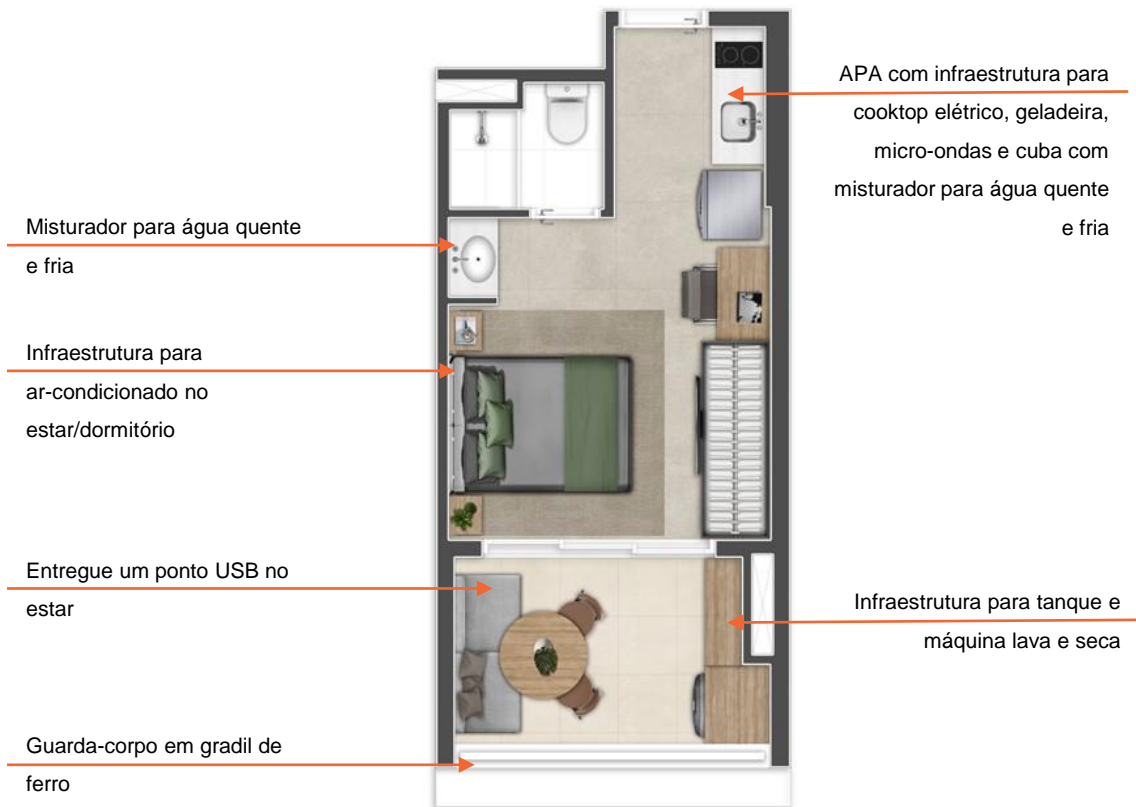 APA com infraestrutura para
cooktop elétrico, geladeira,
micro-ondas e cuba com
misturador para água quente
e fria
Misturador para água quente
e fria
Infraestrutura para
ar-condicionado no
estar/dormitório
Entregue um ponto USB no
estar
Infraestrutura para tanque e
máquina lava e seca
Guarda-corpo em gradil de
ferro